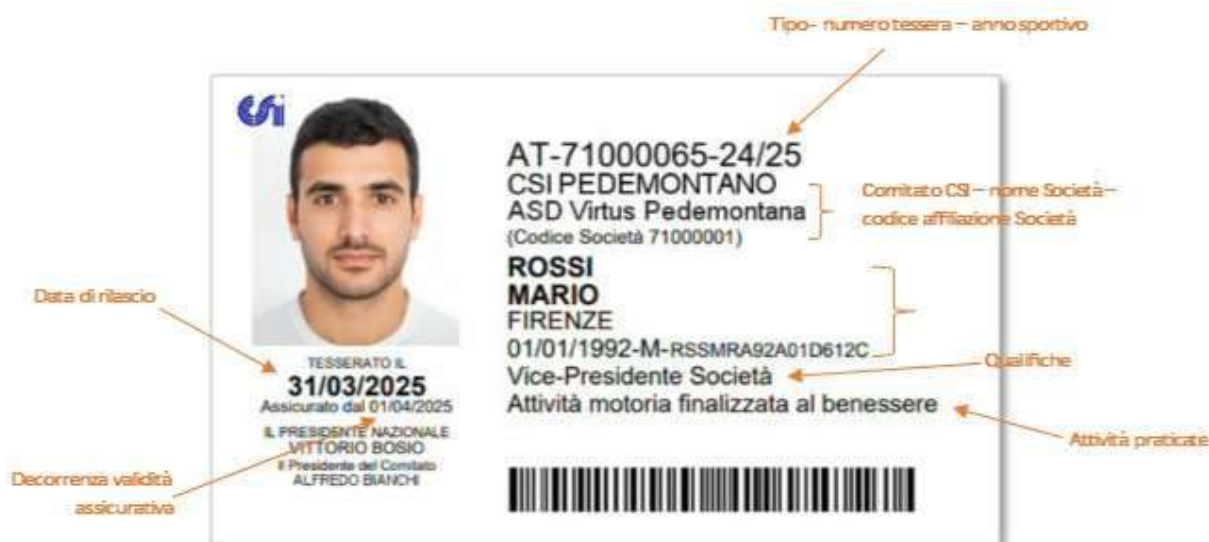 Tipo- numero tessera – anno sportivo
CSi
AT-71000065-24/25
CSI PEDEMONTANO
ASD Virtus Pedemontana
(Codice Società 71000001)
Comitato CSI – nome Società –
codice affiliazione Società
ROSSI
MARIO
FIRENZE
01/01/1992-M-RSSMRA92A01D612C
Vice-Presidente Società
Attività motoria finalizzata al benessere
Qualifiche
Attività praticate
Data di rilascio
TESSERATO IL
31/03/2025
Assicurato dal 01/04/2025
IL PRESIDENTE NAZIONALE
VITTORIO BOSIO
Il Presidente del Comitato
ALFREDO BIANCHI
Decorrenza validità
assicurativa